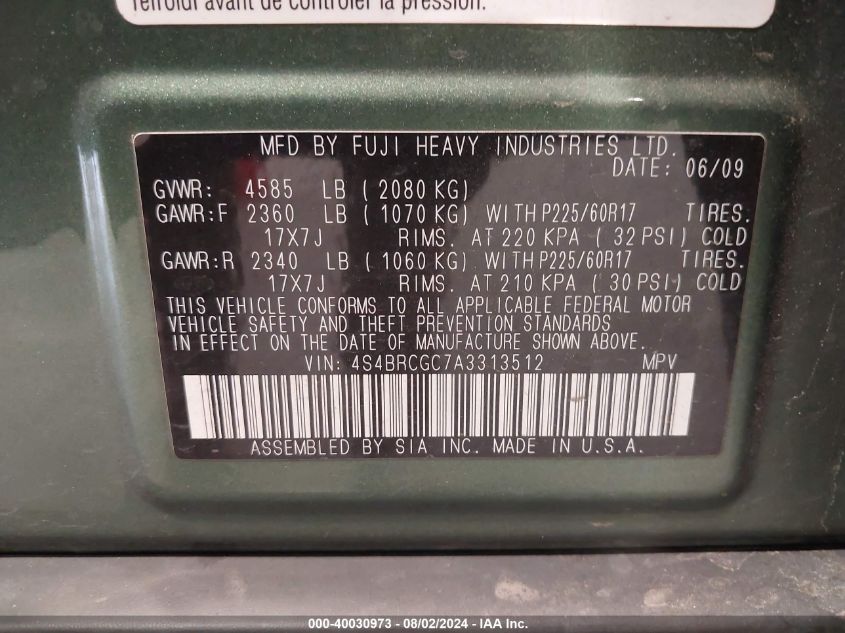 refroidi avant de contrôler la pression.
MFD BY FUJI HEAVY INDUSTRIES LTD.
DATE: 06/09
GVWR: 4585 LB (2080 KG)
GAWR:F 2360 LB (1070 KG) WITH P225/60R17 TIRES.
17X7J RIMS. AT 220 KPA (32 PSI) COLD
GAWR:R 2340 LB (1060 KG) WITH P225/60R17 TIRES.
17X7J RIMS. AT 210 KPA (30 PSI) COLD
THIS VEHICLE CONFORMS TO ALL APPLICABLE FEDERAL MOTOR
VEHICLE SAFETY AND THEFT PREVENTION STANDARDS
IN EFFECT ON THE DATE OF MANUFACTURE SHOWN ABOVE.
VIN: 4S4BRCGC7A3313512 MPV
ASSEMBLED BY SIA INC. MADE IN U.S.A.
000-40030973 - 08/02/2024 - IAA Inc.